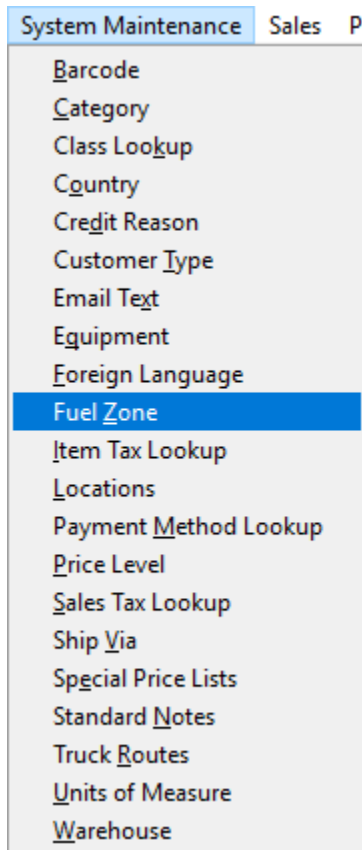 System Maintenance Sales P
Barcode
Category
Class Lookup
Country
Credit Reason
Customer Type
Email Text
Equipment
Foreign Language
Fuel Zone
Item Tax Lookup
Locations
Payment Method Lookup
Price Level
Sales Tax Lookup
Ship Via
Special Price Lists
Standard Notes
Truck Routes
Units of Measure
Warehouse